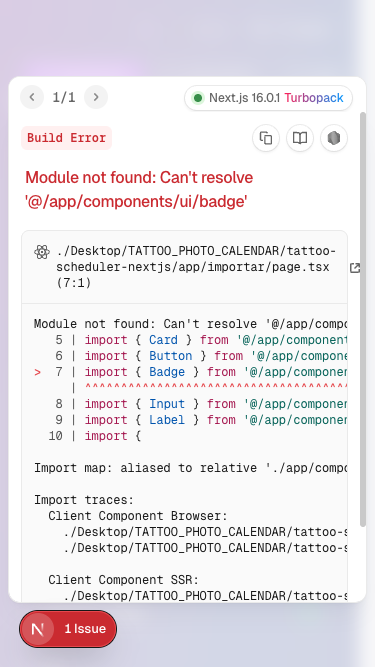 1/1
Next.js 16.0.1 Turbopack
Build Error
Module not found: Can't resolve
'@/app/components/ui/badge'
./Desktop/TATTOO_PHOTO_CALENDAR/tattoo-
scheduler-nextjs/app/importar/page.tsx
(7:1)
Module not found: Can't resolve '@/app/compo
5 | import { Card } from '@/app/component
6 | import { Button } from '@/app/compone
> 7 | import { Badge } from '@/app/componen
| ^^^^^^^^^^^^^^^^^^^^^^^^^^^^^^^^^^^^^
8 | import { Input } from '@/app/componen
9 | import { Label } from '@/app/componen
10 | import {
Import map: aliased to relative './app/compo
Import traces:
Client Component Browser:
./Desktop/TATTOO_PHOTO_CALENDAR/tattoo-s
./Desktop/TATTOO_PHOTO_CALENDAR/tattoo-s
Client Component SSR:
./Desktop/TATTOO_PHOTO_CALENDAR/tattoo-s
N 1 Issue